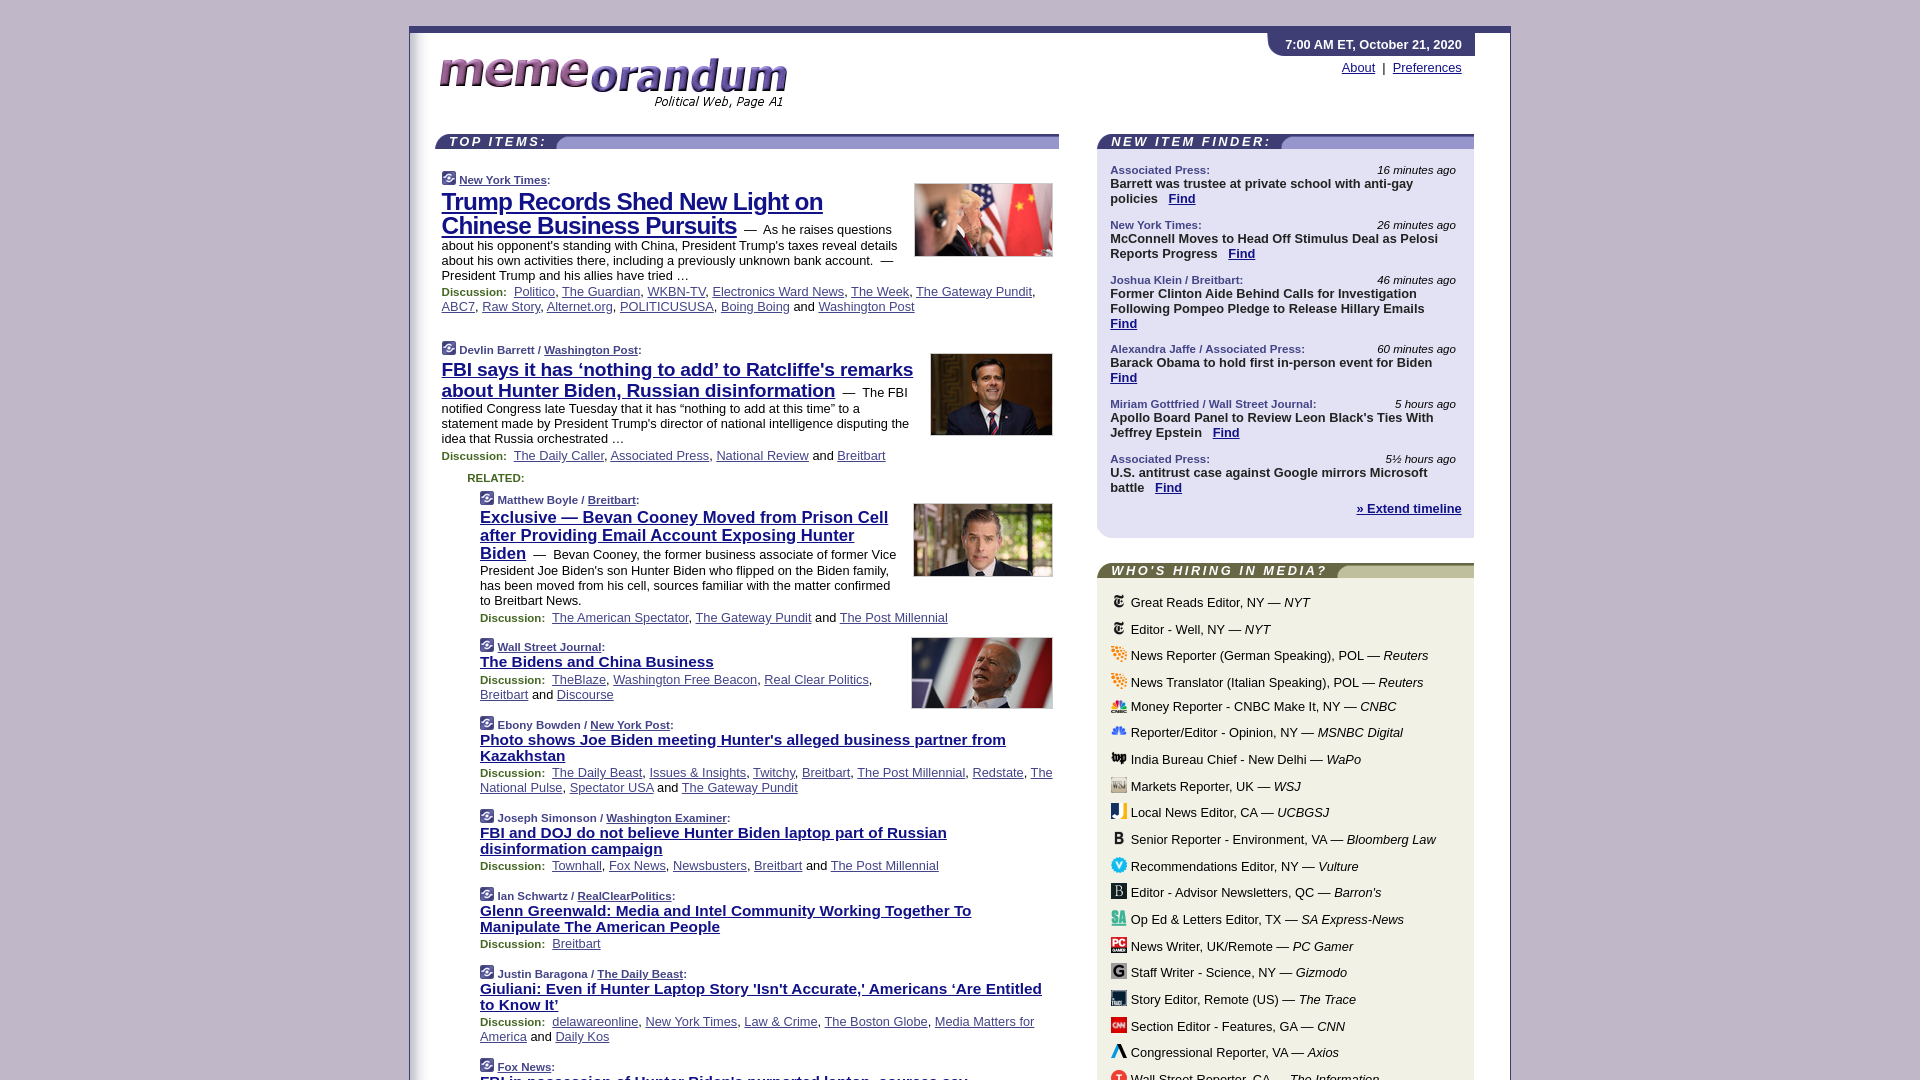 7:00 AM ET, October 21, 2020
About | Preferences
memeorandum
Political Web, Page A1
TOP ITEMS:
New York Times:
Trump Records Shed New Light on
Chinese Business Pursuits — As he raises questions
about his opponent's standing with China, President Trump's taxes reveal details
about his own activities there, including a previously unknown bank account. —
President Trump and his allies have tried …
Discussion: Politico, The Guardian, WKBN-TV, Electronics Ward News, The Week, The Gateway Pundit,
ABC7, Raw Story, Alternet.org, POLITICUSUSA, Boing Boing and Washington Post
Devlin Barrett / Washington Post:
FBI says it has ‘nothing to add’ to Ratcliffe's remarks
about Hunter Biden, Russian disinformation — The FBI
notified Congress late Tuesday that it has “nothing to add at this time” to a
statement made by President Trump's director of national intelligence disputing the
idea that Russia orchestrated …
Discussion: The Daily Caller, Associated Press, National Review and Breitbart
RELATED:
Matthew Boyle / Breitbart:
Exclusive — Bevan Cooney Moved from Prison Cell
after Providing Email Account Exposing Hunter
Biden — Bevan Cooney, the former business associate of former Vice
President Joe Biden's son Hunter Biden who flipped on the Biden family,
has been moved from his cell, sources familiar with the matter confirmed
to Breitbart News.
Discussion: The American Spectator, The Gateway Pundit and The Post Millennial
Wall Street Journal:
The Bidens and China Business
Discussion: TheBlaze, Washington Free Beacon, Real Clear Politics,
Breitbart and Discourse
Ebony Bowden / New York Post:
Photo shows Joe Biden meeting Hunter's alleged business partner from
Kazakhstan
Discussion: The Daily Beast, Issues & Insights, Twitchy, Breitbart, The Post Millennial, Redstate, The
National Pulse, Spectator USA and The Gateway Pundit
Joseph Simonson / Washington Examiner:
FBI and DOJ do not believe Hunter Biden laptop part of Russian
disinformation campaign
Discussion: Townhall, Fox News, Newsbusters, Breitbart and The Post Millennial
Ian Schwartz / RealClearPolitics:
Glenn Greenwald: Media and Intel Community Working Together To
Manipulate The American People
Discussion: Breitbart
Justin Baragona / The Daily Beast:
Giuliani: Even if Hunter Laptop Story 'Isn't Accurate,' Americans ‘Are Entitled
to Know It’
Discussion: delawareonline, New York Times, Law & Crime, The Boston Globe, Media Matters for
America and Daily Kos
Fox News:
FBI in possession of Hunter Biden's purported laptop, sources say
NEW ITEM FINDER:
Associated Press: 16 minutes ago
Barrett was trustee at private school with anti-gay
policies Find
New York Times: 26 minutes ago
McConnell Moves to Head Off Stimulus Deal as Pelosi
Reports Progress Find
Joshua Klein / Breitbart: 46 minutes ago
Former Clinton Aide Behind Calls for Investigation
Following Pompeo Pledge to Release Hillary Emails
Find
Alexandra Jaffe / Associated Press: 60 minutes ago
Barack Obama to hold first in-person event for Biden
Find
Miriam Gottfried / Wall Street Journal: 5 hours ago
Apollo Board Panel to Review Leon Black's Ties With
Jeffrey Epstein Find
Associated Press: 5½ hours ago
U.S. antitrust case against Google mirrors Microsoft
battle Find
» Extend timeline
WHO'S HIRING IN MEDIA?
Great Reads Editor, NY — NYT
Editor - Well, NY — NYT
News Reporter (German Speaking), POL — Reuters
News Translator (Italian Speaking), POL — Reuters
Money Reporter - CNBC Make It, NY — CNBC
Reporter/Editor - Opinion, NY — MSNBC Digital
India Bureau Chief - New Delhi — WaPo
Markets Reporter, UK — WSJ
Local News Editor, CA — UCBGSJ
Senior Reporter - Environment, VA — Bloomberg Law
Recommendations Editor, NY — Vulture
Editor - Advisor Newsletters, QC — Barron's
Op Ed & Letters Editor, TX — SA Express-News
News Writer, UK/Remote — PC Gamer
Staff Writer - Science, NY — Gizmodo
Story Editor, Remote (US) — The Trace
Section Editor - Features, GA — CNN
Congressional Reporter, VA — Axios
Wall Street Reporter, CA — The Information